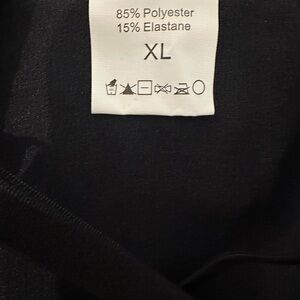 85% Polyester
15% Elastane
XL